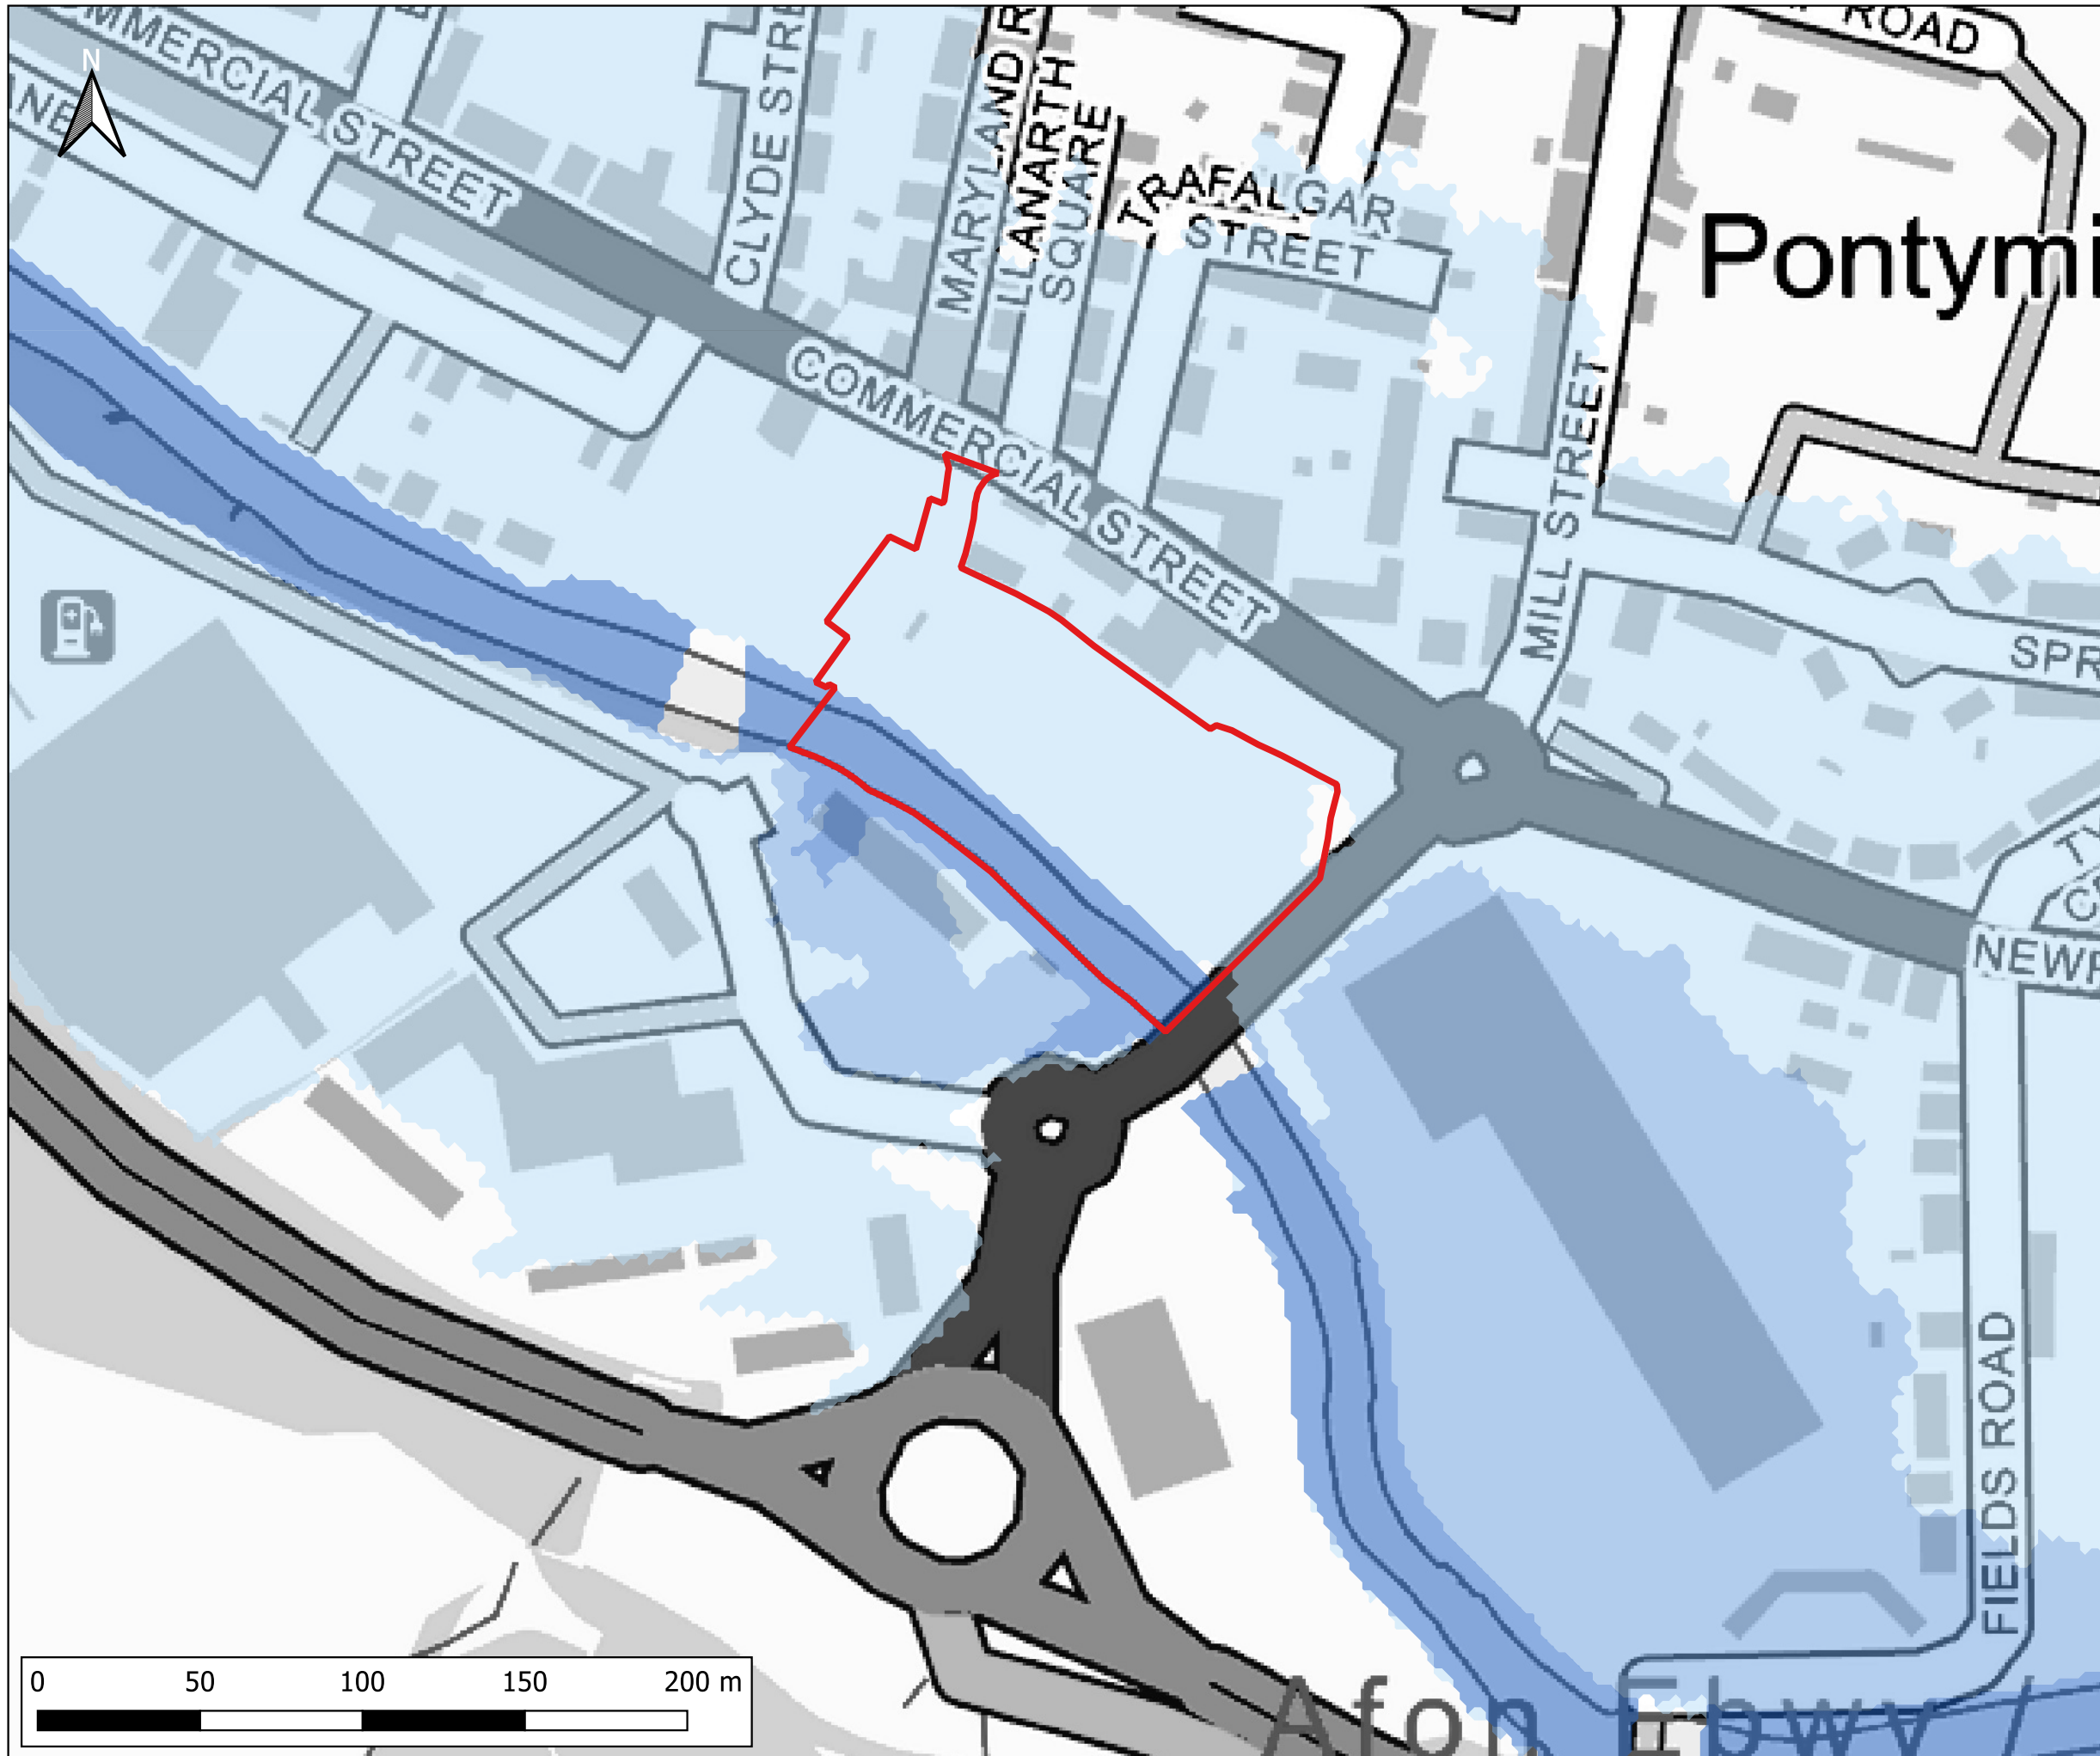 COMMERCIAL STREET
CLYDE STRE
MARYLAND R
LLANARTH
SQUARE
TRAFALGAR
STREET
ROAD
N
Pontymi
COMMERCIAL STREET
MILL STREET
SPR
NEWP
FIELDS ROAD
Afon Ebwy /
0 50 100 150 200 m